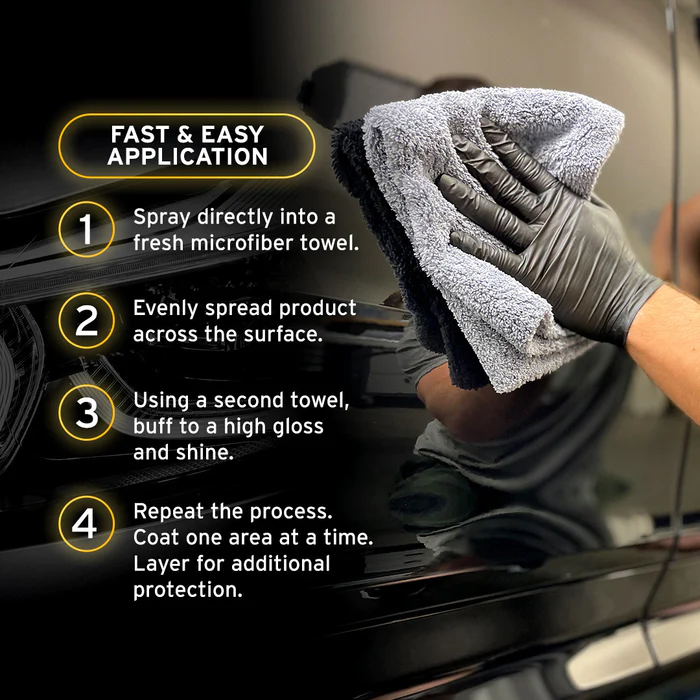 FAST & EASY
APPLICATION
1
Spray directly into a
fresh microfiber towel.
2
Evenly spread product
across the surface.
3
Using a second towel,
buff to a high gloss
and shine.
4
Repeat the process.
Coat one area at a time.
Layer for additional
protection.